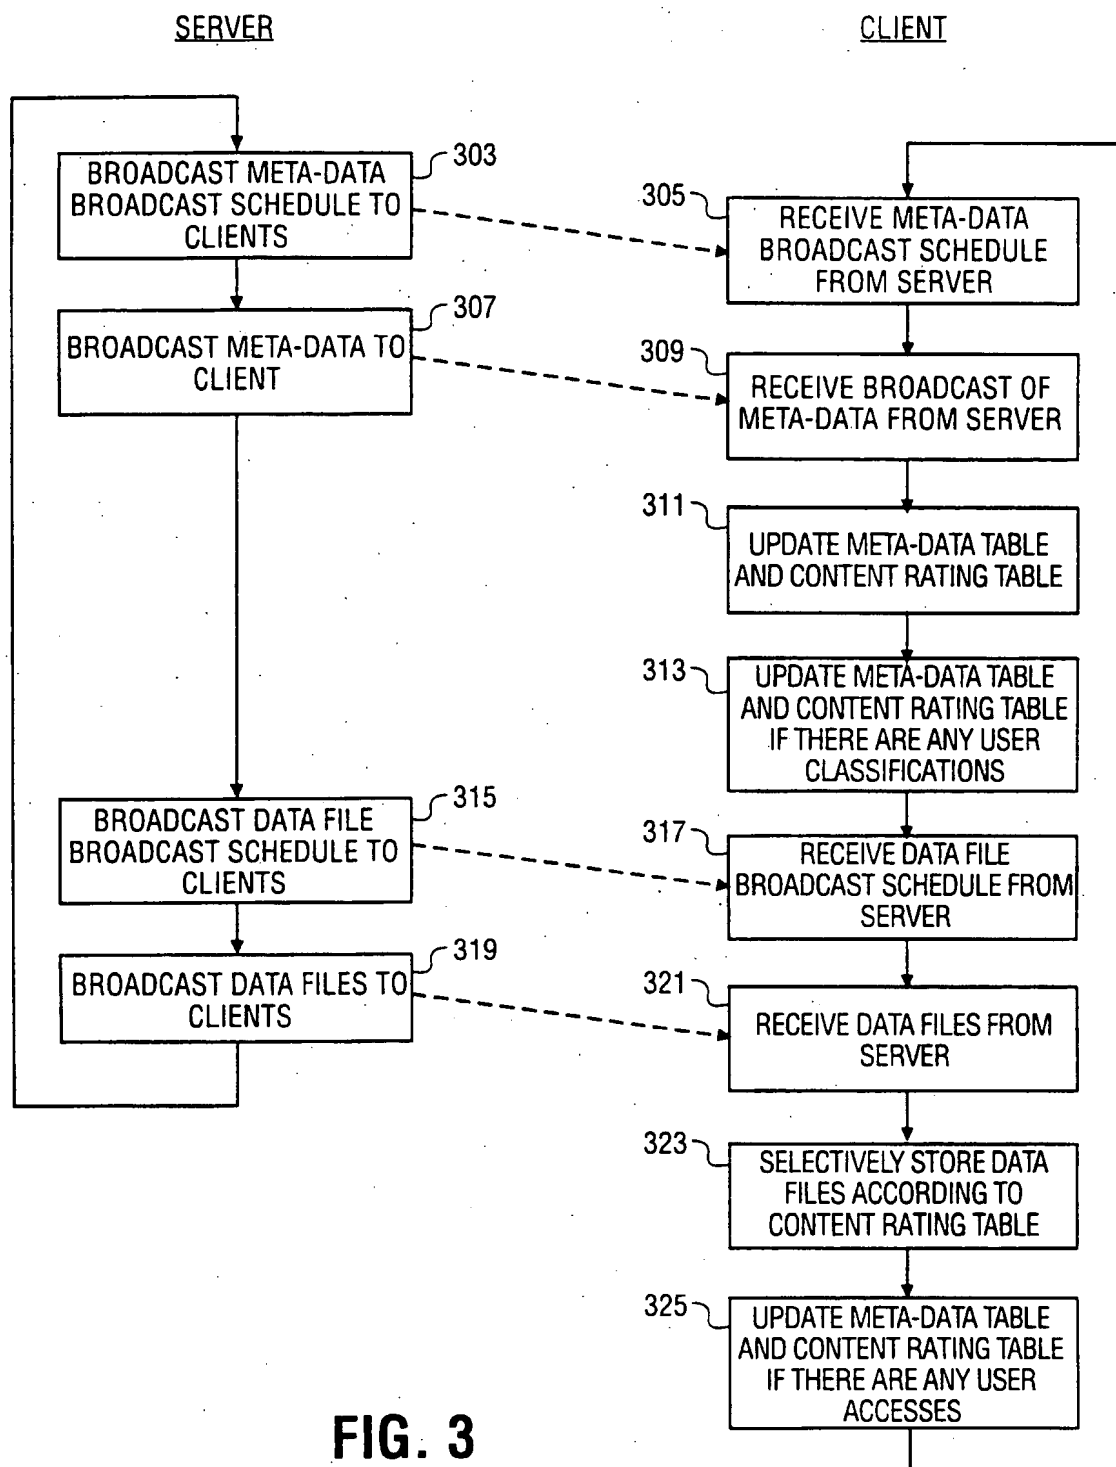 SERVER
CLIENT
303
BROADCAST META-DATA
BROADCAST SCHEDULE TO
CLIENTS
305
RECEIVE META-DATA
BROADCAST SCHEDULE
FROM SERVER
307
BROADCAST META-DATA TO
CLIENT
309
RECEIVE BROADCAST OF
META-DATA FROM SERVER
311
UPDATE META-DATA TABLE
AND CONTENT RATING TABLE
313
UPDATE META-DATA TABLE
AND CONTENT RATING TABLE
IF THERE ARE ANY USER
CLASSIFICATIONS
315
BROADCAST DATA FILE
BROADCAST SCHEDULE TO
CLIENTS
317
RECEIVE DATA FILE
BROADCAST SCHEDULE FROM
SERVER
319
BROADCAST DATA FILES TO
CLIENTS
321
RECEIVE DATA FILES FROM
SERVER
323
SELECTIVELY STORE DATA
FILES ACCORDING TO
CONTENT RATING TABLE
325
UPDATE META-DATA TABLE
AND CONTENT RATING TABLE
IF THERE ARE ANY USER
ACCESSES
FIG. 3